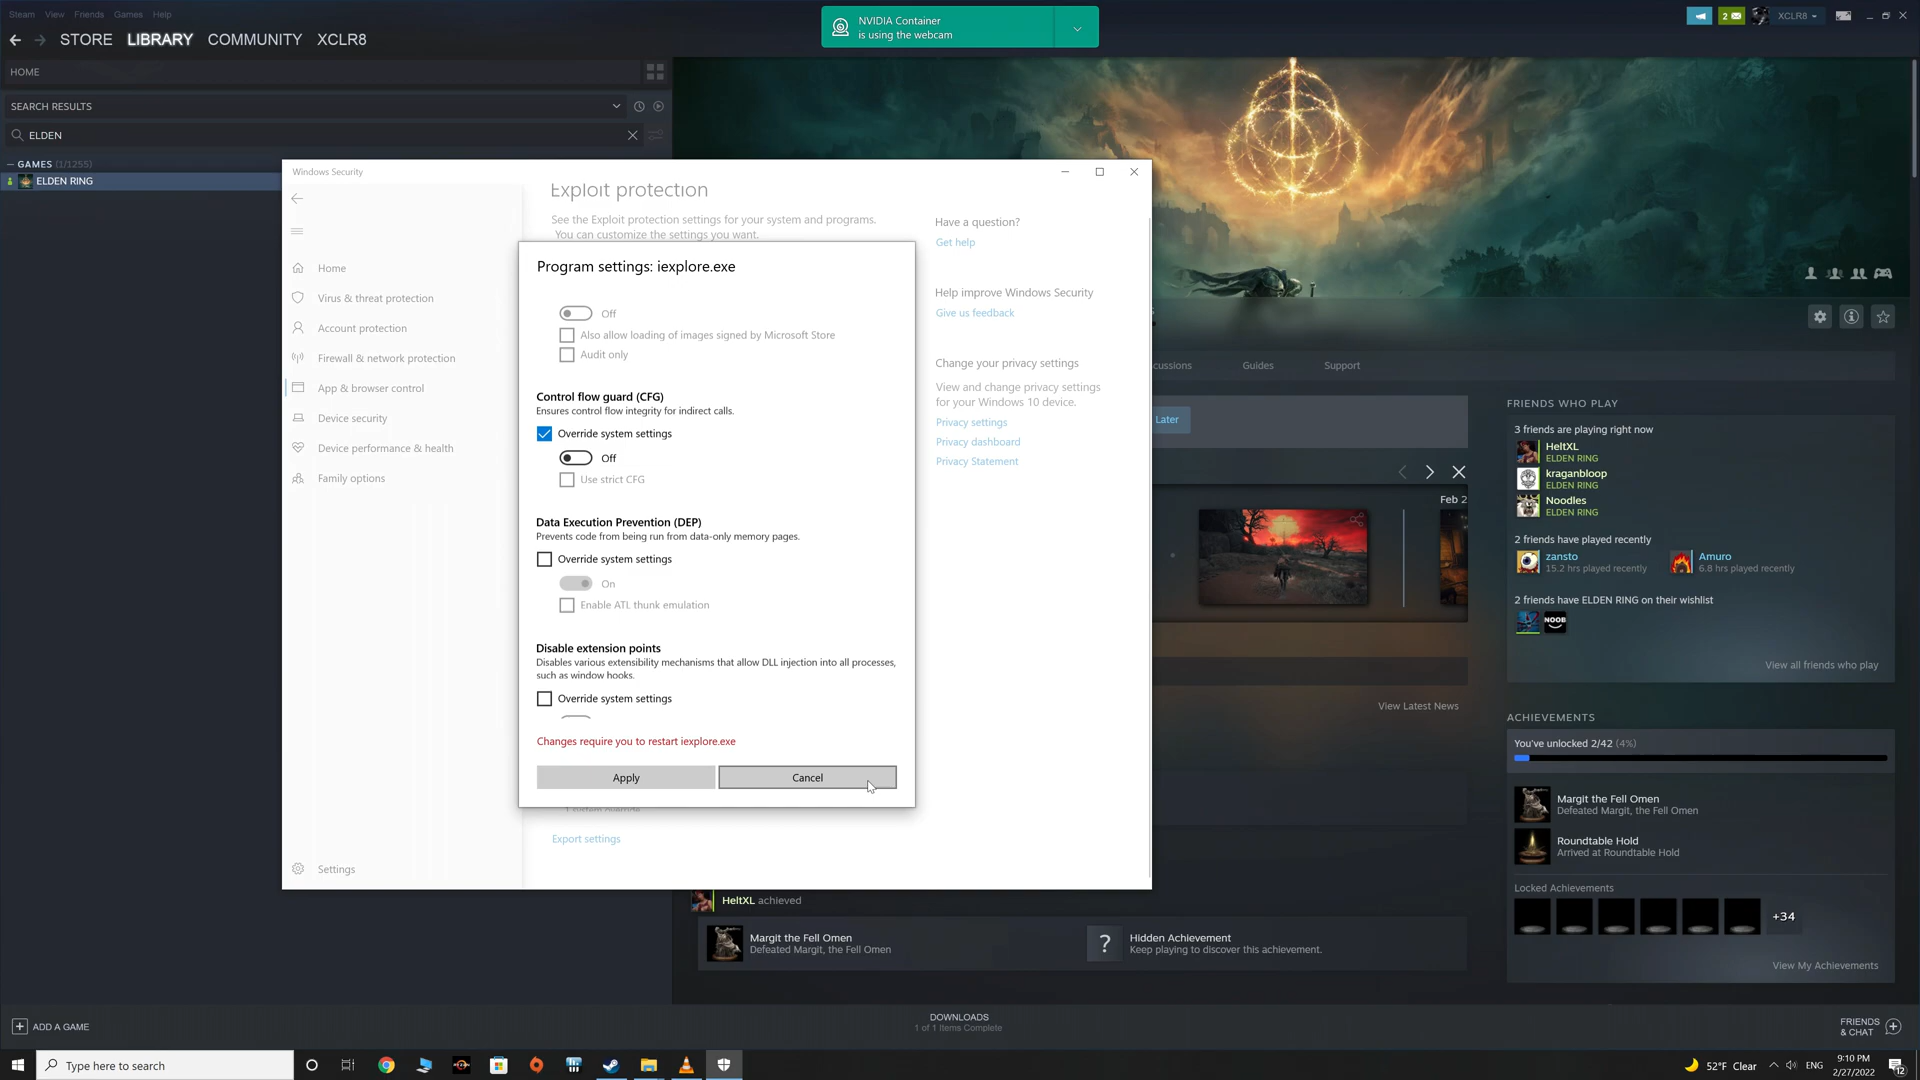 Steam View Friends Games Help
STORE LIBRARY COMMUNITY XCLR8
NVIDIA Container
is using the webcam
2
XCLR8
HOME
SEARCH RESULTS
ELDEN
GAMES (1/1255)
ELDEN RING
Windows Security
Home
Virus & threat protection
Account protection
Firewall & network protection
App & browser control
Device security
Device performance & health
Family options
Settings
Exploit protection
See the Exploit protection settings for your system and programs.
You can customize the settings you want.
Program settings: iexplore.exe
Off
Also allow loading of images signed by Microsoft Store
Audit only
Control flow guard (CFG)
Ensures control flow integrity for indirect calls.
Override system settings
Off
Use strict CFG
Data Execution Prevention (DEP)
Prevents code from being run from data-only memory pages.
Override system settings
On
Enable ATL thunk emulation
Disable extension points
Disables various extensibility mechanisms that allow DLL injection into all processes,
such as window hooks.
Override system settings
Changes require you to restart iexplore.exe
Apply Cancel
Export settings
Have a question?
Get help
Help improve Windows Security
Give us feedback
Change your privacy settings
View and change privacy settings
for your Windows 10 device.
Privacy settings
Privacy dashboard
Privacy Statement
cussions Guides Support
Later
Feb 2
View Latest News
FRIENDS WHO PLAY
3 friends are playing right now
HeltXL
ELDEN RING
kraganbloop
ELDEN RING
Noodles
ELDEN RING
2 friends have played recently
zansto
15.2 hrs played recently
Amuro
6.8 hrs played recently
2 friends have ELDEN RING on their wishlist
NOOB
View all friends who play
ACHIEVEMENTS
You've unlocked 2/42 (4%)
Margit the Fell Omen
Defeated Margit, the Fell Omen
Roundtable Hold
Arrived at Roundtable Hold
Locked Achievements
+34
View My Achievements
HeltXL achieved
Margit the Fell Omen
Defeated Margit, the Fell Omen
?
Hidden Achievement
Keep playing to discover this achievement.
ADD A GAME
DOWNLOADS
1 of 1 Items Complete
FRIENDS
& CHAT
Type here to search
52°F Clear
ENG
9:10 PM
2/27/2022
12